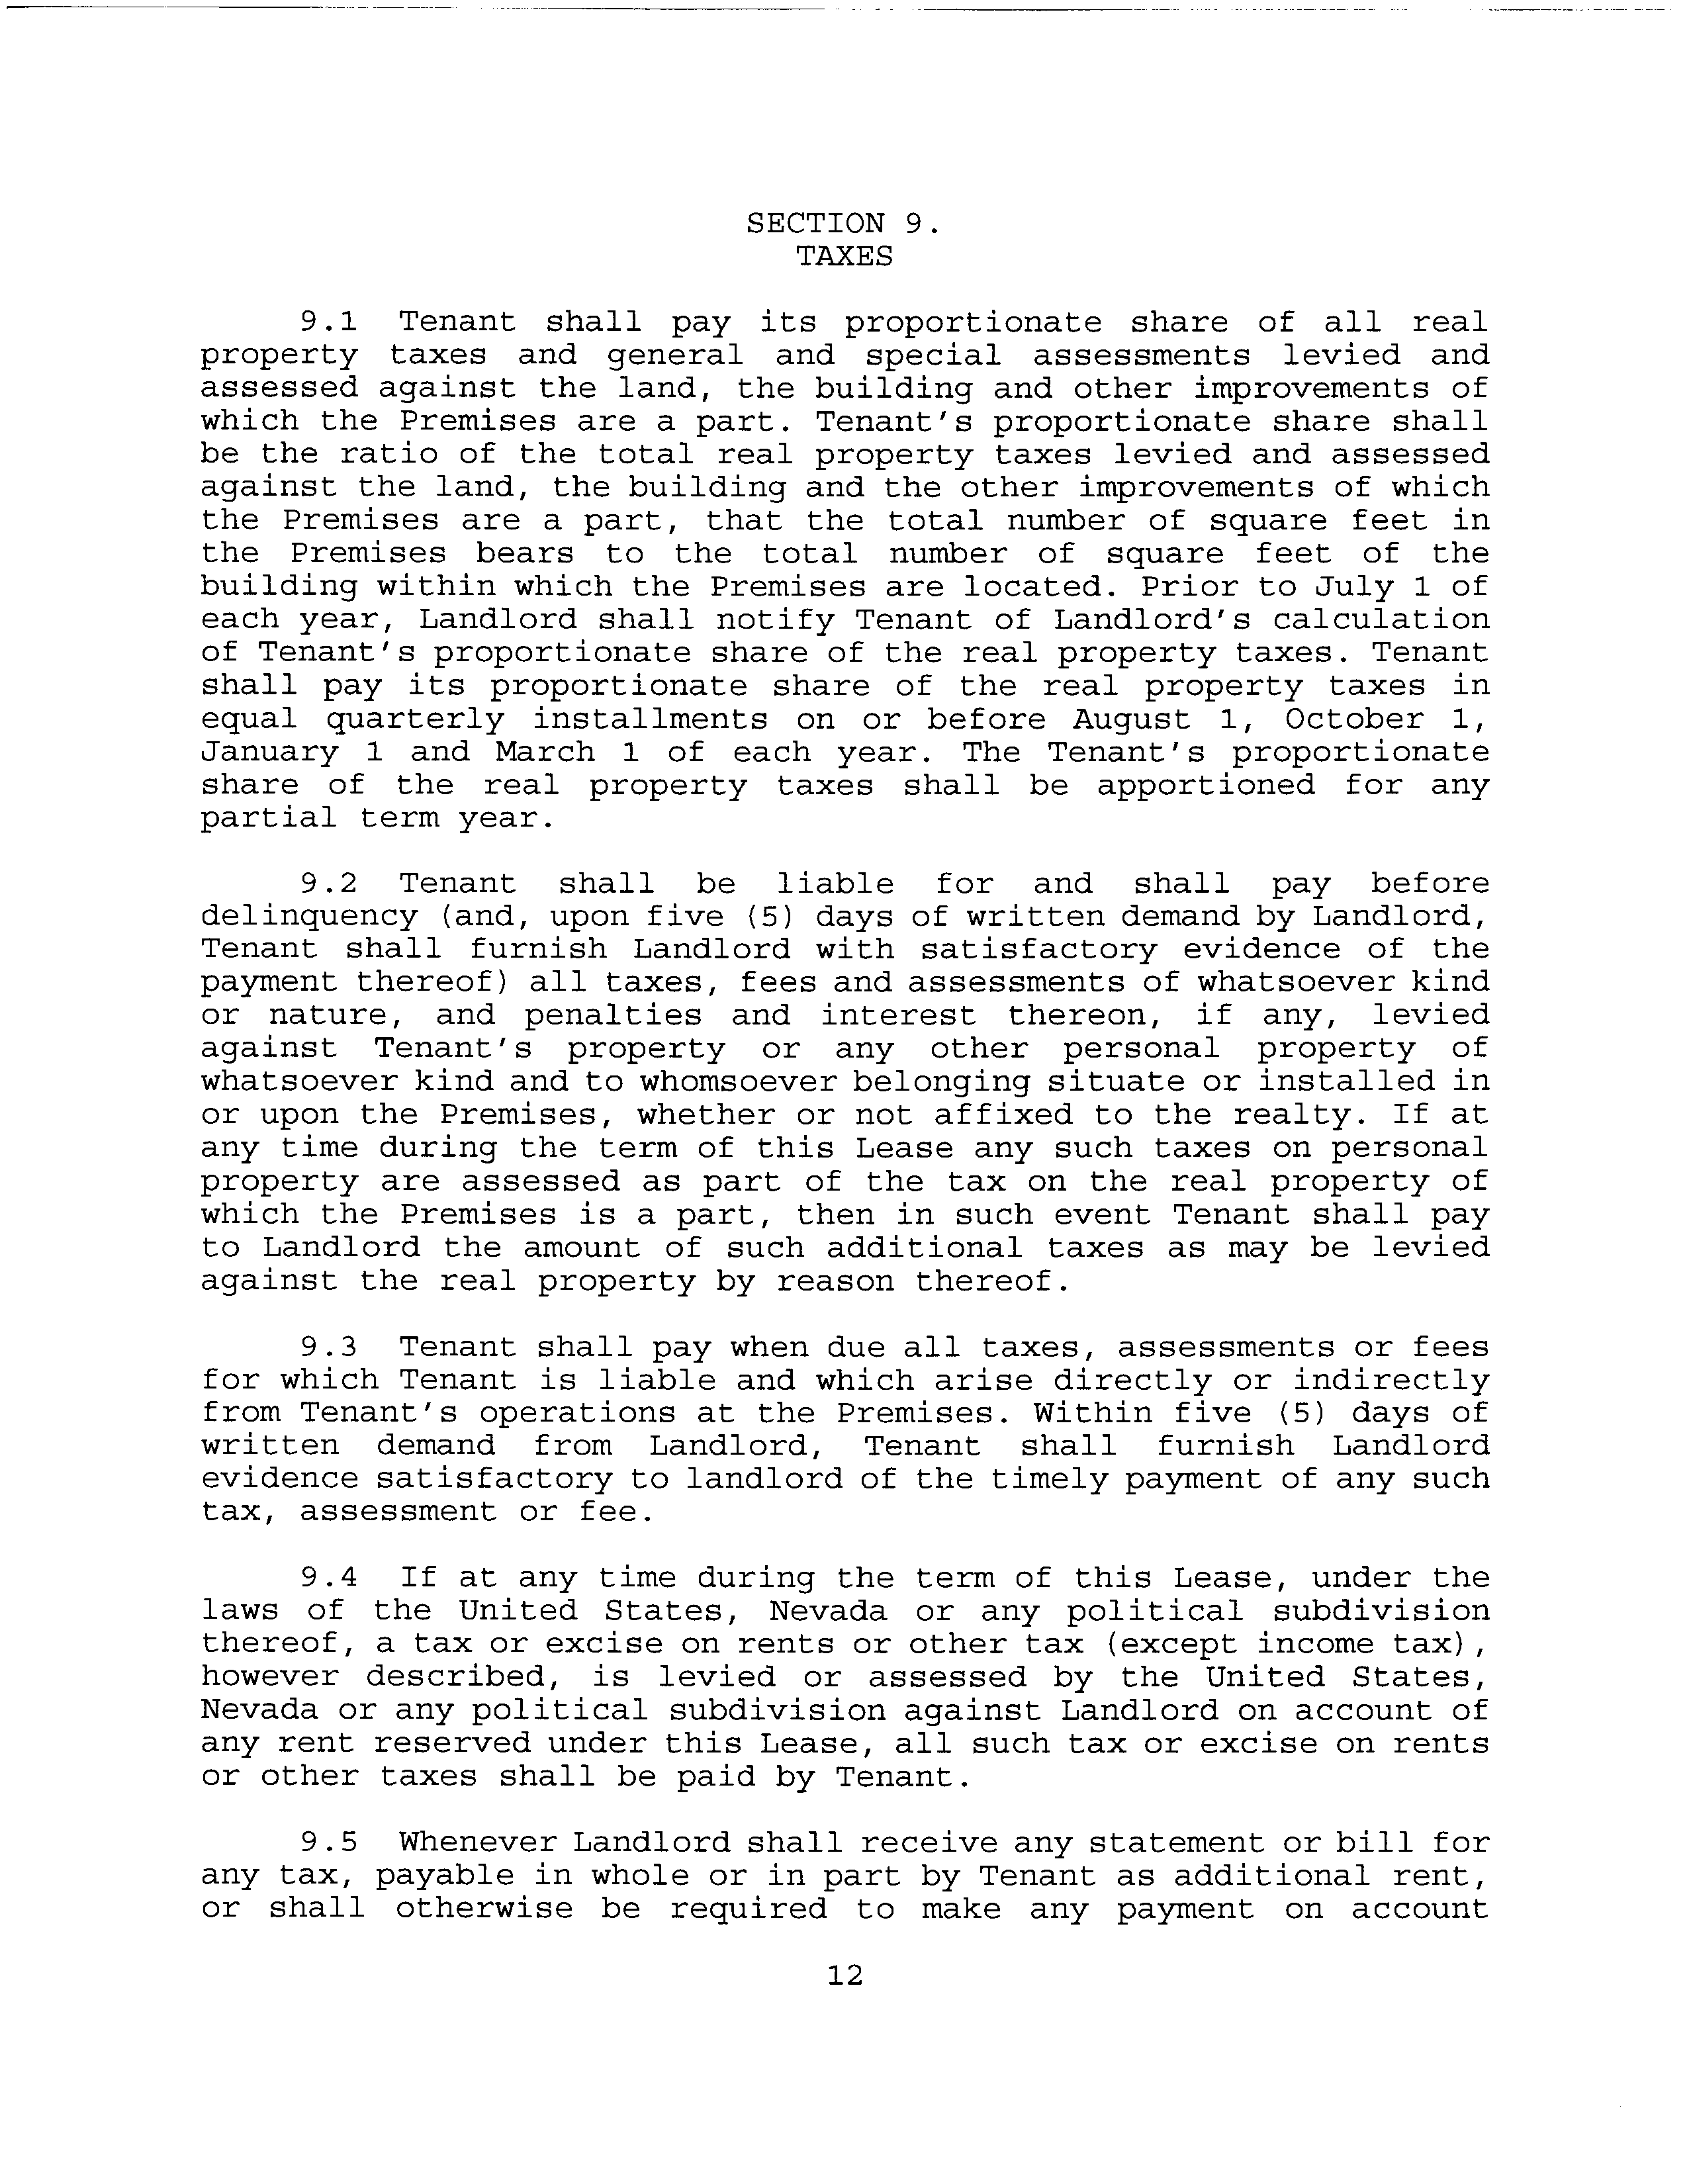 SECTION 9.
TAXES
9.1 Tenant shall pay its proportionate share of all real
property taxes and general and special assessments levied and
assessed against the land, the building and other improvements of
which the Premises are a part. Tenant's proportionate share shall
be the ratio of the total real property taxes levied and assessed
against the land, the building and the other improvements of which
the Premises are a part, that the total number of square feet in
the Premises bears to the total number of square feet of the
building within which the Premises are located. Prior to July 1 of
each year, Landlord shall notify Tenant of Landlord's calculation
of Tenant's proportionate share of the real property taxes. Tenant
shall pay its proportionate share of the real property taxes in
equal quarterly installments on or before August 1, October 1,
January 1 and March 1 of each year. The Tenant's proportionate
share of the real property taxes shall be apportioned for any
partial term year.
9.2 Tenant shall be liable for and shall pay before
delinquency (and, upon five (5) days of written demand by Landlord,
Tenant shall furnish Landlord with satisfactory evidence of the
payment thereof) all taxes, fees and assessments of whatsoever kind
or nature, and penalties and interest thereon, if any, levied
against Tenant's property or any other personal property of
whatsoever kind and to whomsoever belonging situate or installed in
or upon the Premises, whether or not affixed to the realty. If at
any time during the term of this Lease any such taxes on personal
property are assessed as part of the tax on the real property of
which the Premises is a part, then in such event Tenant shall pay
to Landlord the amount of such additional taxes as may be levied
against the real property by reason thereof.
9.3 Tenant shall pay when due all taxes, assessments or fees
for which Tenant is liable and which arise directly or indirectly
from Tenant's operations at the Premises. Within five (5) days of
written demand from Landlord, Tenant shall furnish Landlord
evidence satisfactory to landlord of the timely payment of any such
tax, assessment or fee.
9.4 If at any time during the term of this Lease, under the
laws of the United States, Nevada or any political subdivision
thereof, a tax or excise on rents or other tax (except income tax),
however described, is levied or assessed by the United States,
Nevada or any political subdivision against Landlord on account of
any rent reserved under this Lease, all such tax or excise on rents
or other taxes shall be paid by Tenant.
9.5 Whenever Landlord shall receive any statement or bill for
any tax, payable in whole or in part by Tenant as additional rent,
or shall otherwise be required to make any payment on account
12